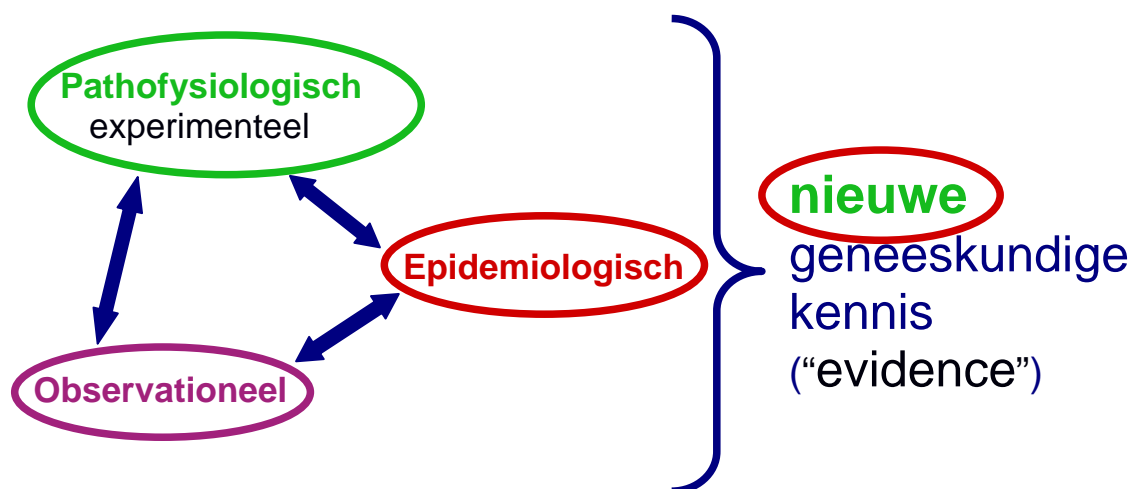 Pathofysiologisch
experimenteel
Epidemiologisch
Observationeel
nieuwe
geneeskundige
kennis
(“evidence”)